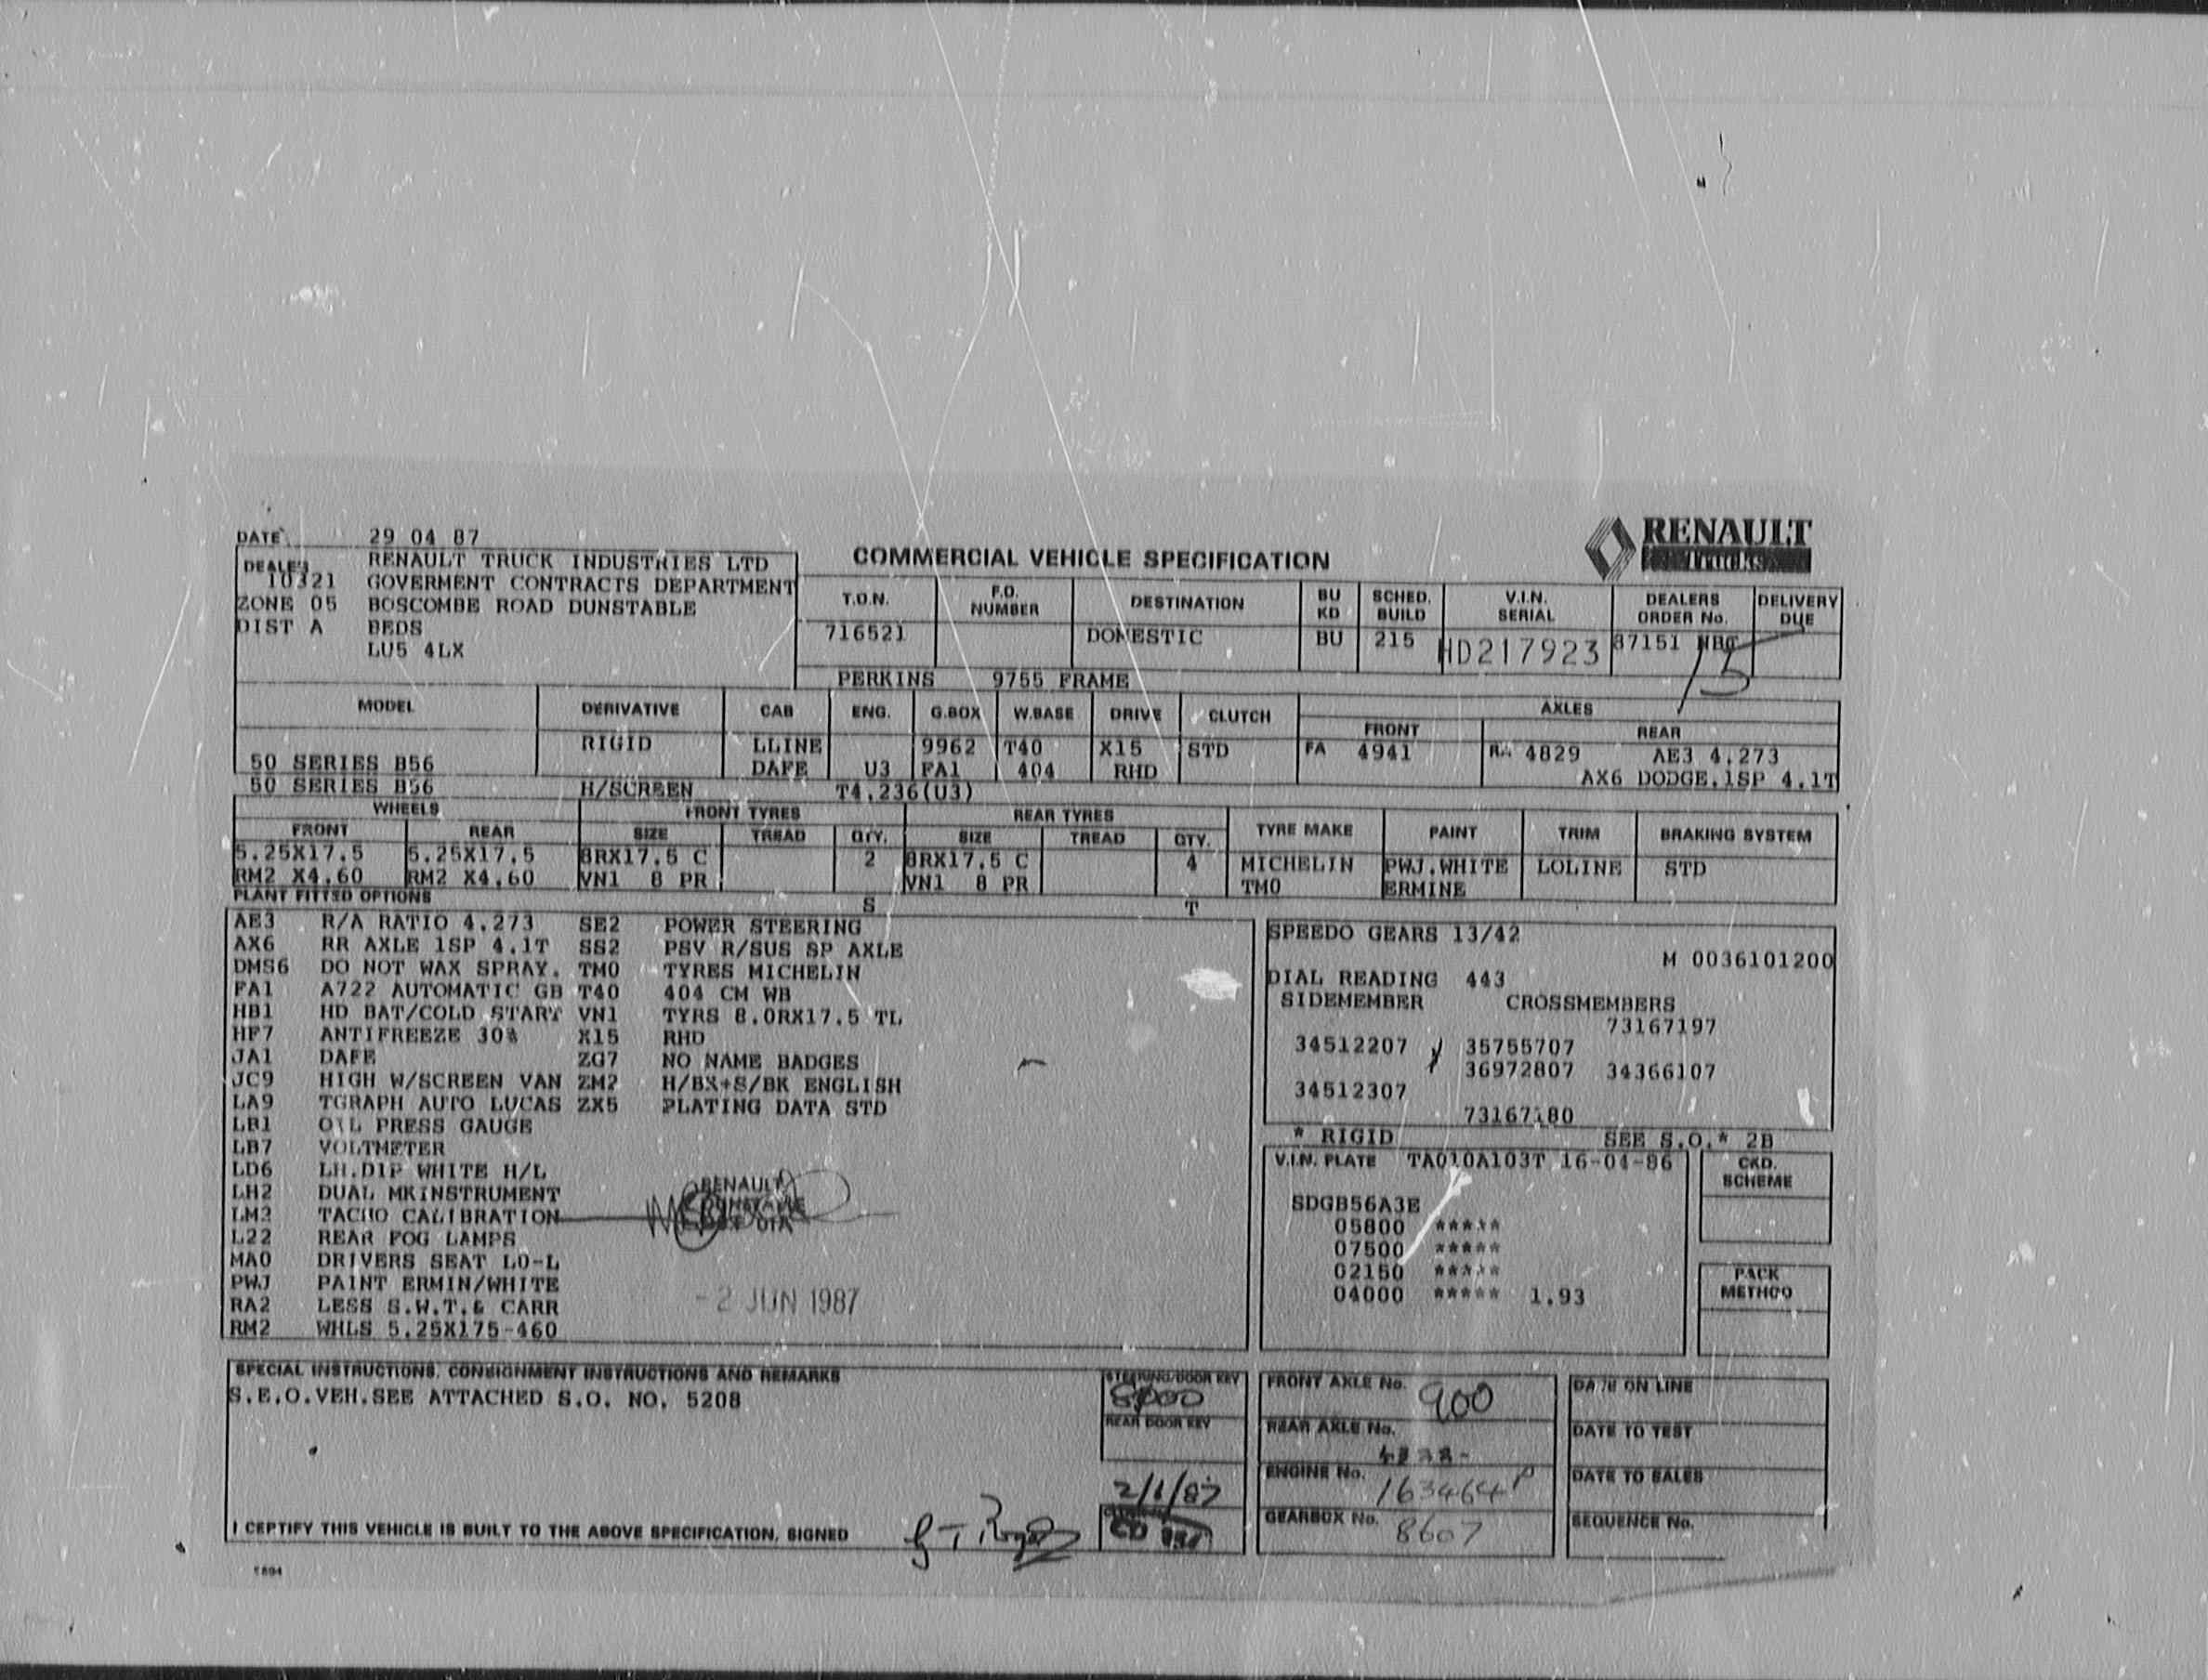 DATE 29 04 87
RENAULT
TRUCKS
DEALER RENAULT TRUCK INDUSTRIES LTD
10321 GOVERMENT CONTRACTS DEPARTMENT
ZONE 05 BOSCOMBE ROAD DUNSTABLE
DIST A BEDS
LU5 4LX
COMMERCIAL VEHICLE SPECIFICATION
T.O.N. F.O. NUMBER DESTINATION BU KD SCHED. BUILD V.I.N. SERIAL DEALERS ORDER No. DELIVERY DUE
716521 DOMESTIC BU 215 HD217923 87151
15
PERKINS 9755 FRAME
MODEL DERIVATIVE CAB ENG. G.BOX W.BASE DRIVE CLUTCH AXLES
FRONT REAR
RIGID LLINE 9962 T40 X15 STD FA 4941 RA 4829 AE3 4.273
50 SERIES B56 DAFE U3 FA1 404 RHD AX6 DODGE.1SP 4.1T
50 SERIES B56 H/SCREEN T4.236(U3)
WHEELS FRONT TYRES REAR TYRES
FRONT REAR SIZE TREAD QTY. SIZE TREAD QTY. TYRE MAKE PAINT TRIM BRAKING SYSTEM
5.25X17.5 5.25X17.5 8RX17.5 C 2 8RX17.5 C 4 MICHELIN PWJ.WHITE LOLINE STD
RM2 X4.60 RM2 X4.60 VN1 8 PR VN1 8 PR TM0 ERMINE
PLANT FITTED OPTIONS S T
AE3 R/A RATIO 4.273 SE2 POWER STEERING
AX6 RR AXLE 1SP 4.1T SS2 PSV R/SUS SP AXLE
DMS6 DO NOT WAX SPRAY. TM0 TYRES MICHELIN
FA1 A722 AUTOMATIC GB T40 404 CM WB
HB1 HD BAT/COLD START VN1 TYRS 8.0RX17.5 TL
HF7 ANTIFREEZE 30% X15 RHD
JA1 DAFE ZG7 NO NAME BADGES
JC9 HIGH W/SCREEN VAN ZM2 H/BX+S/BK ENGLISH
LA9 TGRAPH AUTO LUCAS ZX5 PLATING DATA STD
LB1 OIL PRESS GAUGE
LB7 VOLTMETER
LD6 LH.DIP WHITE H/L
LH2 DUAL MKINSTRUMENT
LM2 TACHO CALIBRATION
L22 REAR FOG LAMPS
MA0 DRIVERS SEAT LO-L
PWJ PAINT ERMIN/WHITE
RA2 LESS S.W.T.& CARR
RM2 WHLS 5.25X175-460
RENAULT
-2 JUN 1987
SPEEDO GEARS 13/42
M 0036101200
DIAL READING 443
SIDEMEMBER CROSSMEMBERS
73167197
34512207 35755707
36972807 34366107
34512307
73167180
* RIGID SEE S.O.* 2B
V.I.N. PLATE TA010A103T 16-04-86
SDGB56A3E
05800 *****
07500 *****
02150 *****
04000 ***** 1.93
CKD. SCHEME
PACK METHOD
SPECIAL INSTRUCTIONS, CONSIGNMENT INSTRUCTIONS AND REMARKS
S.E.O.VEH.SEE ATTACHED S.O. NO. 5208
STEERING/DOOR KEY
REAR DOOR KEY
FRONT AXLE No. 900
REAR AXLE No.
ENGINE No. 163464P
GEARBOX No. 8607
DATE ON LINE
DATE TO TEST
DATE TO SALES
SEQUENCE No.
I CERTIFY THIS VEHICLE IS BUILT TO THE ABOVE SPECIFICATION, SIGNED